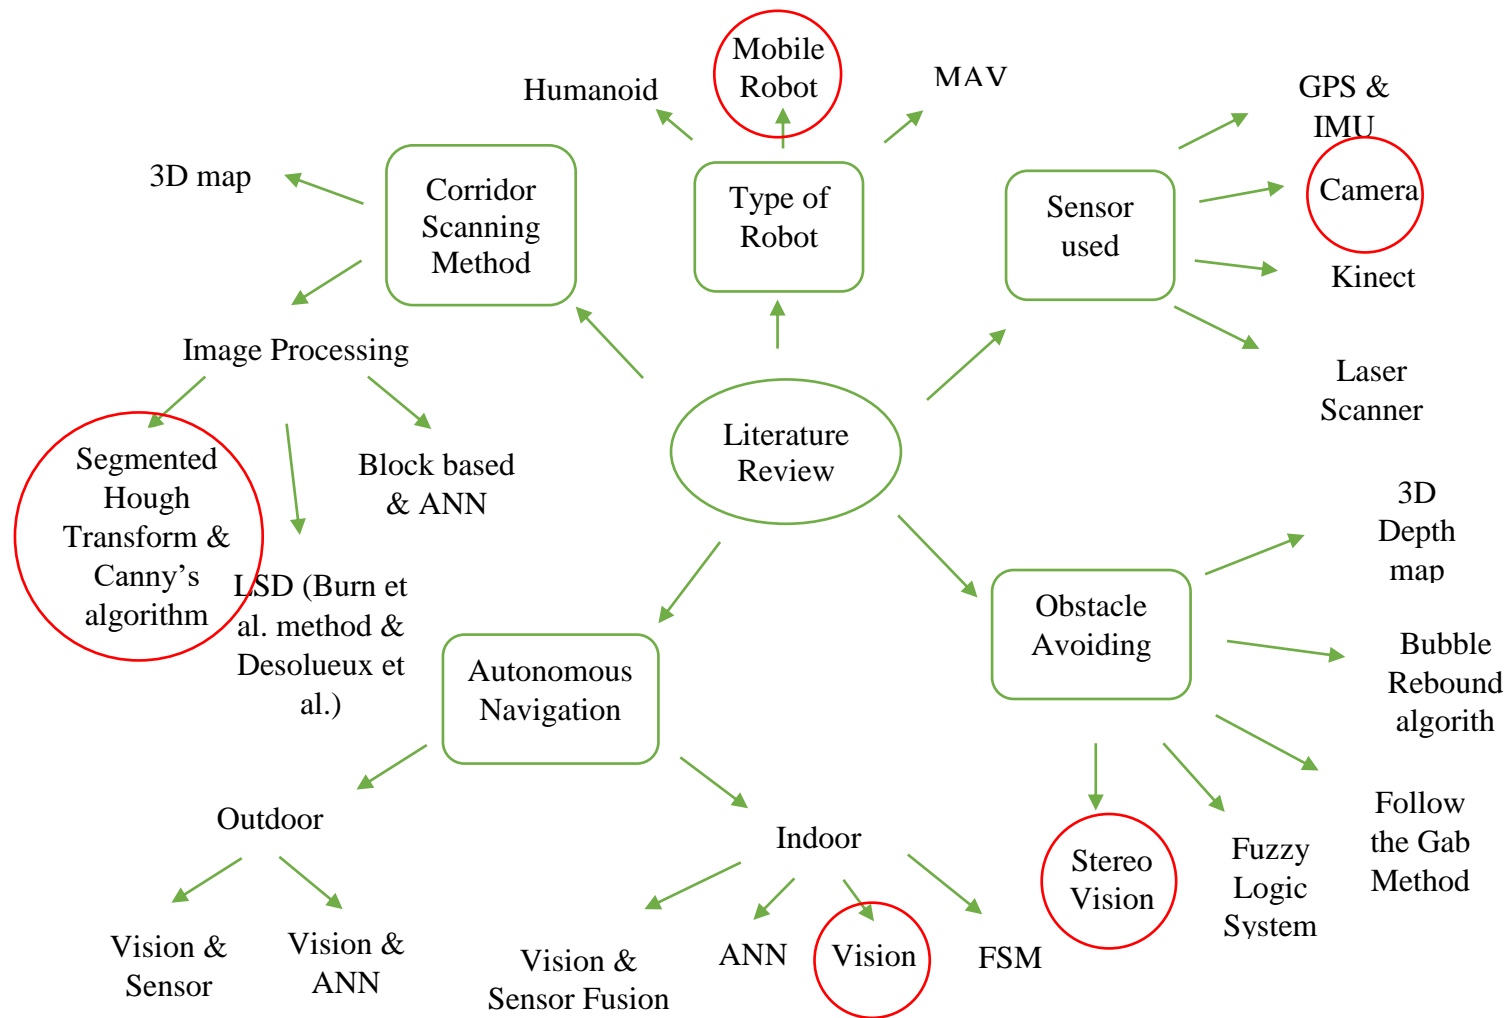 Mobile
Robot
Humanoid
MAV
GPS &
IMU
3D map
Corridor
Scanning
Method
Type of
Robot
Sensor
used
Camera
Kinect
Image Processing
Laser
Scanner
Literature
Review
Segmented
Hough
Transform &
Canny's
algorithm
Block based
& ANN
LSD (Burn et
al. method &
Desolueux et
al.)
3D
Depth
map
Obstacle
Avoiding
Bubble
Rebound
algorith
Autonomous
Navigation
Follow
the Gab
Method
Outdoor
Indoor
Stereo
Vision
Fuzzy
Logic
System
Vision &
Sensor
Vision &
ANN
Vision &
Sensor Fusion
ANN
Vision
FSM